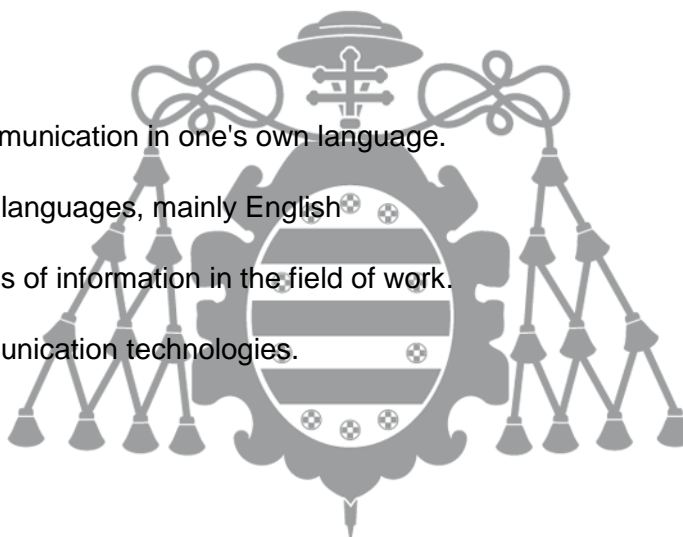 munication in one's own language.
languages, mainly English
s of information in the field of work.
unication technologies.